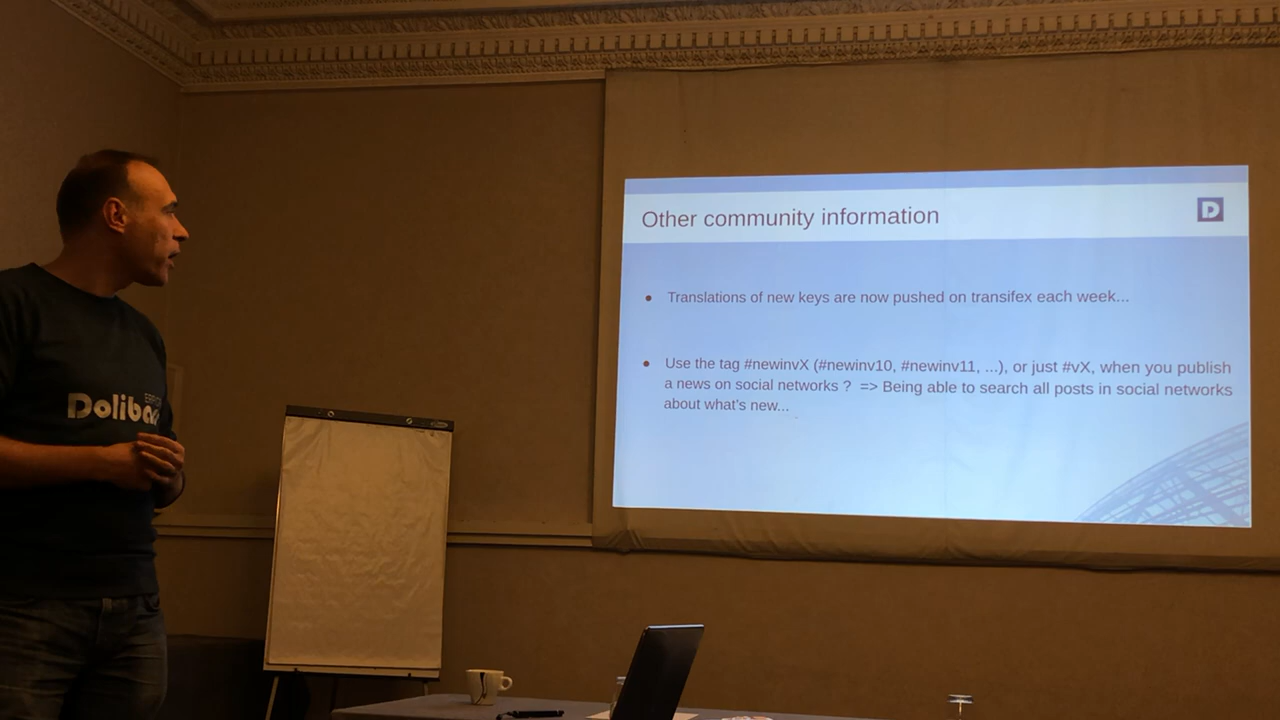 Other community information
D
● Translations of new keys are now pushed on transifex each week...
● Use the tag #newinvX (#newinv10, #newinv11, ...), or just #vX, when you publish
a news on social networks ? => Being able to search all posts in social networks
about what's new...